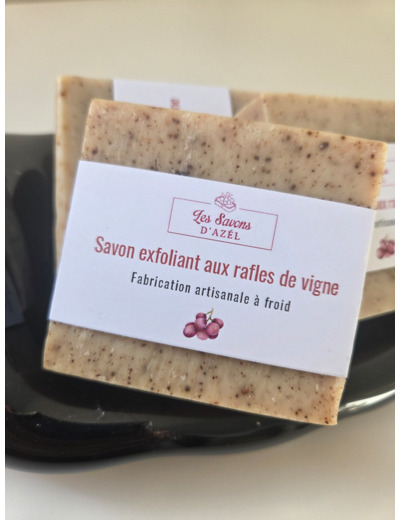 Les Savons
D'AZÉL
Savon exfoliant aux rafles de vigne
Fabrication artisanale à froid